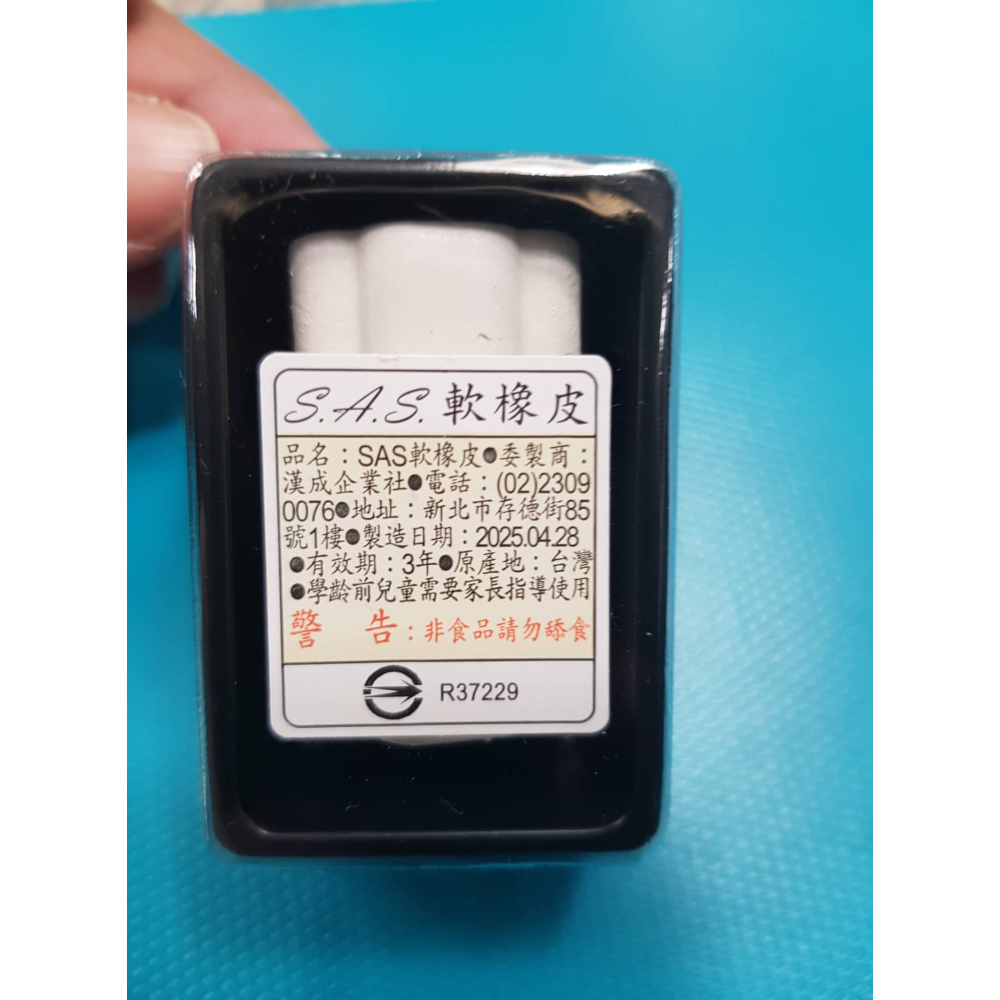 S.A.S.軟橡皮
品名：SAS軟橡皮●委製商：
漢成企業社●電話：(02)2309
0076●地址：新北市存德街85
號1樓●製造日期：2025.04.28
●有效期：3年●原產地：台灣
●學齡前兒童需要家長指導使用
警 告：非食品請勿舔食
R37229